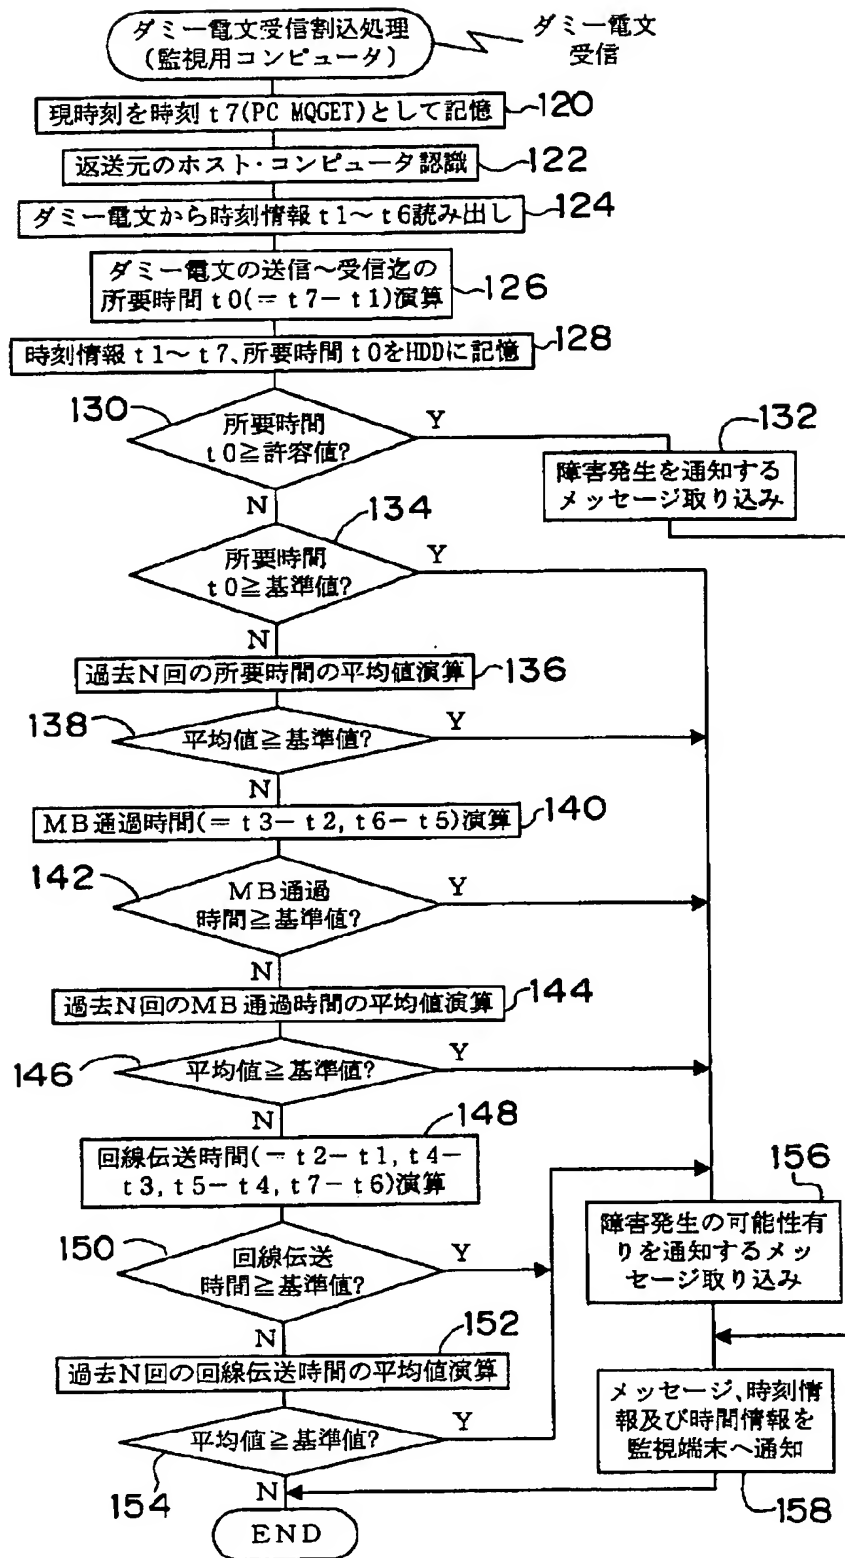 ダミー電文受信割込処理
(監視用コンピュータ)
ダミー電文
受信
現時刻を時刻t7(PC MQGET)として記憶
120
返送元のホスト・コンピュータ認識
122
ダミー電文から時刻情報t1～t6読み出し
124
ダミー電文の送信～受信迄の
所要時間t0(=t7-t1)演算
126
時刻情報t1～t7、所要時間t0をHDDに記憶
128
130
所要時間
t0≧許容値?
Y
N
132
障害発生を通知する
メッセージ取り込み
134
所要時間
t0≧基準値?
Y
N
過去N回の所要時間の平均値演算
136
138
平均値≧基準値?
Y
N
MB通過時間(=t3-t2,t6-t5)演算
140
142
MB通過
時間≧基準値?
Y
N
過去N回のMB通過時間の平均値演算
144
146
平均値≧基準値?
Y
N
148
回線伝送時間(=t2-t1,t4-
t3,t5-t4,t7-t6)演算
150
回線伝送
時間≧基準値?
Y
N
152
過去N回の回線伝送時間の平均値演算
154
平均値≧基準値?
Y
N
156
障害発生の可能性有
りを通知するメッ
セージ取り込み
メッセージ、時刻情
報及び時間情報を
監視端末へ通知
158
END